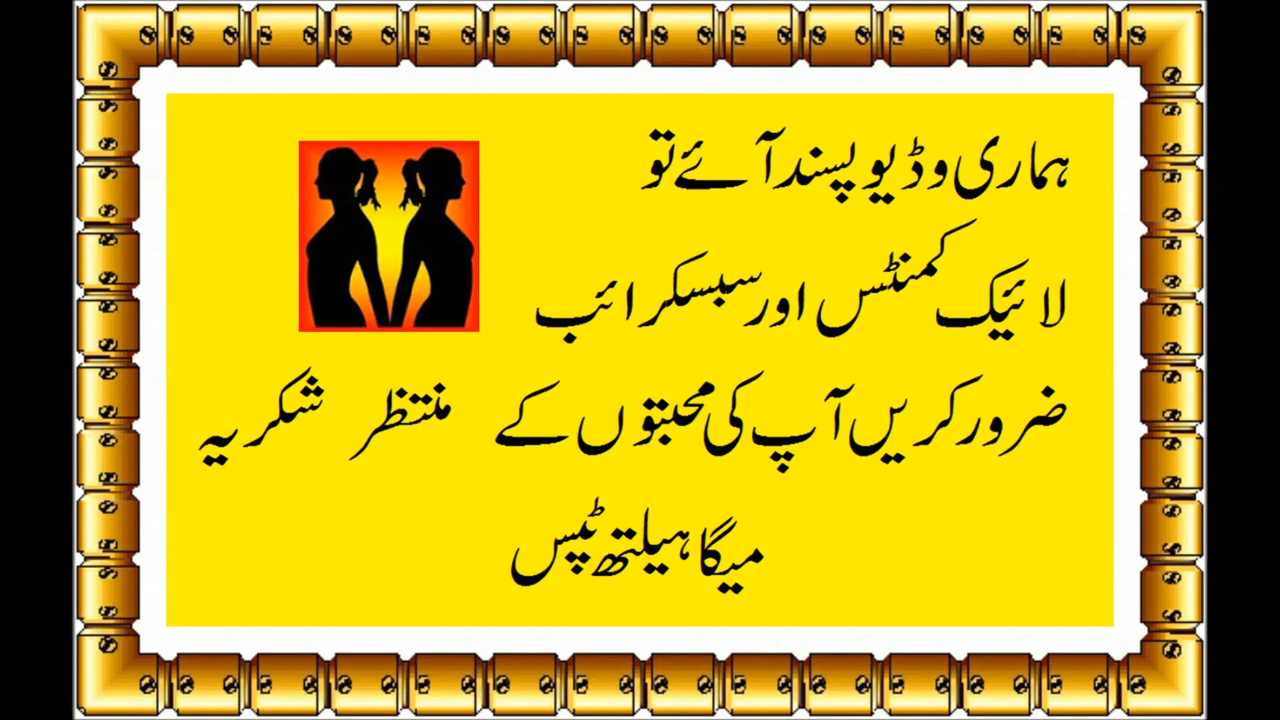 ہماری وڈیو پسند آئے تو
لائیک کمنٹس اور سبسکرائب
ضرور کریں آپ کی محبتوں کے منتظر شکریہ
میگا ہیلتھ ٹپس